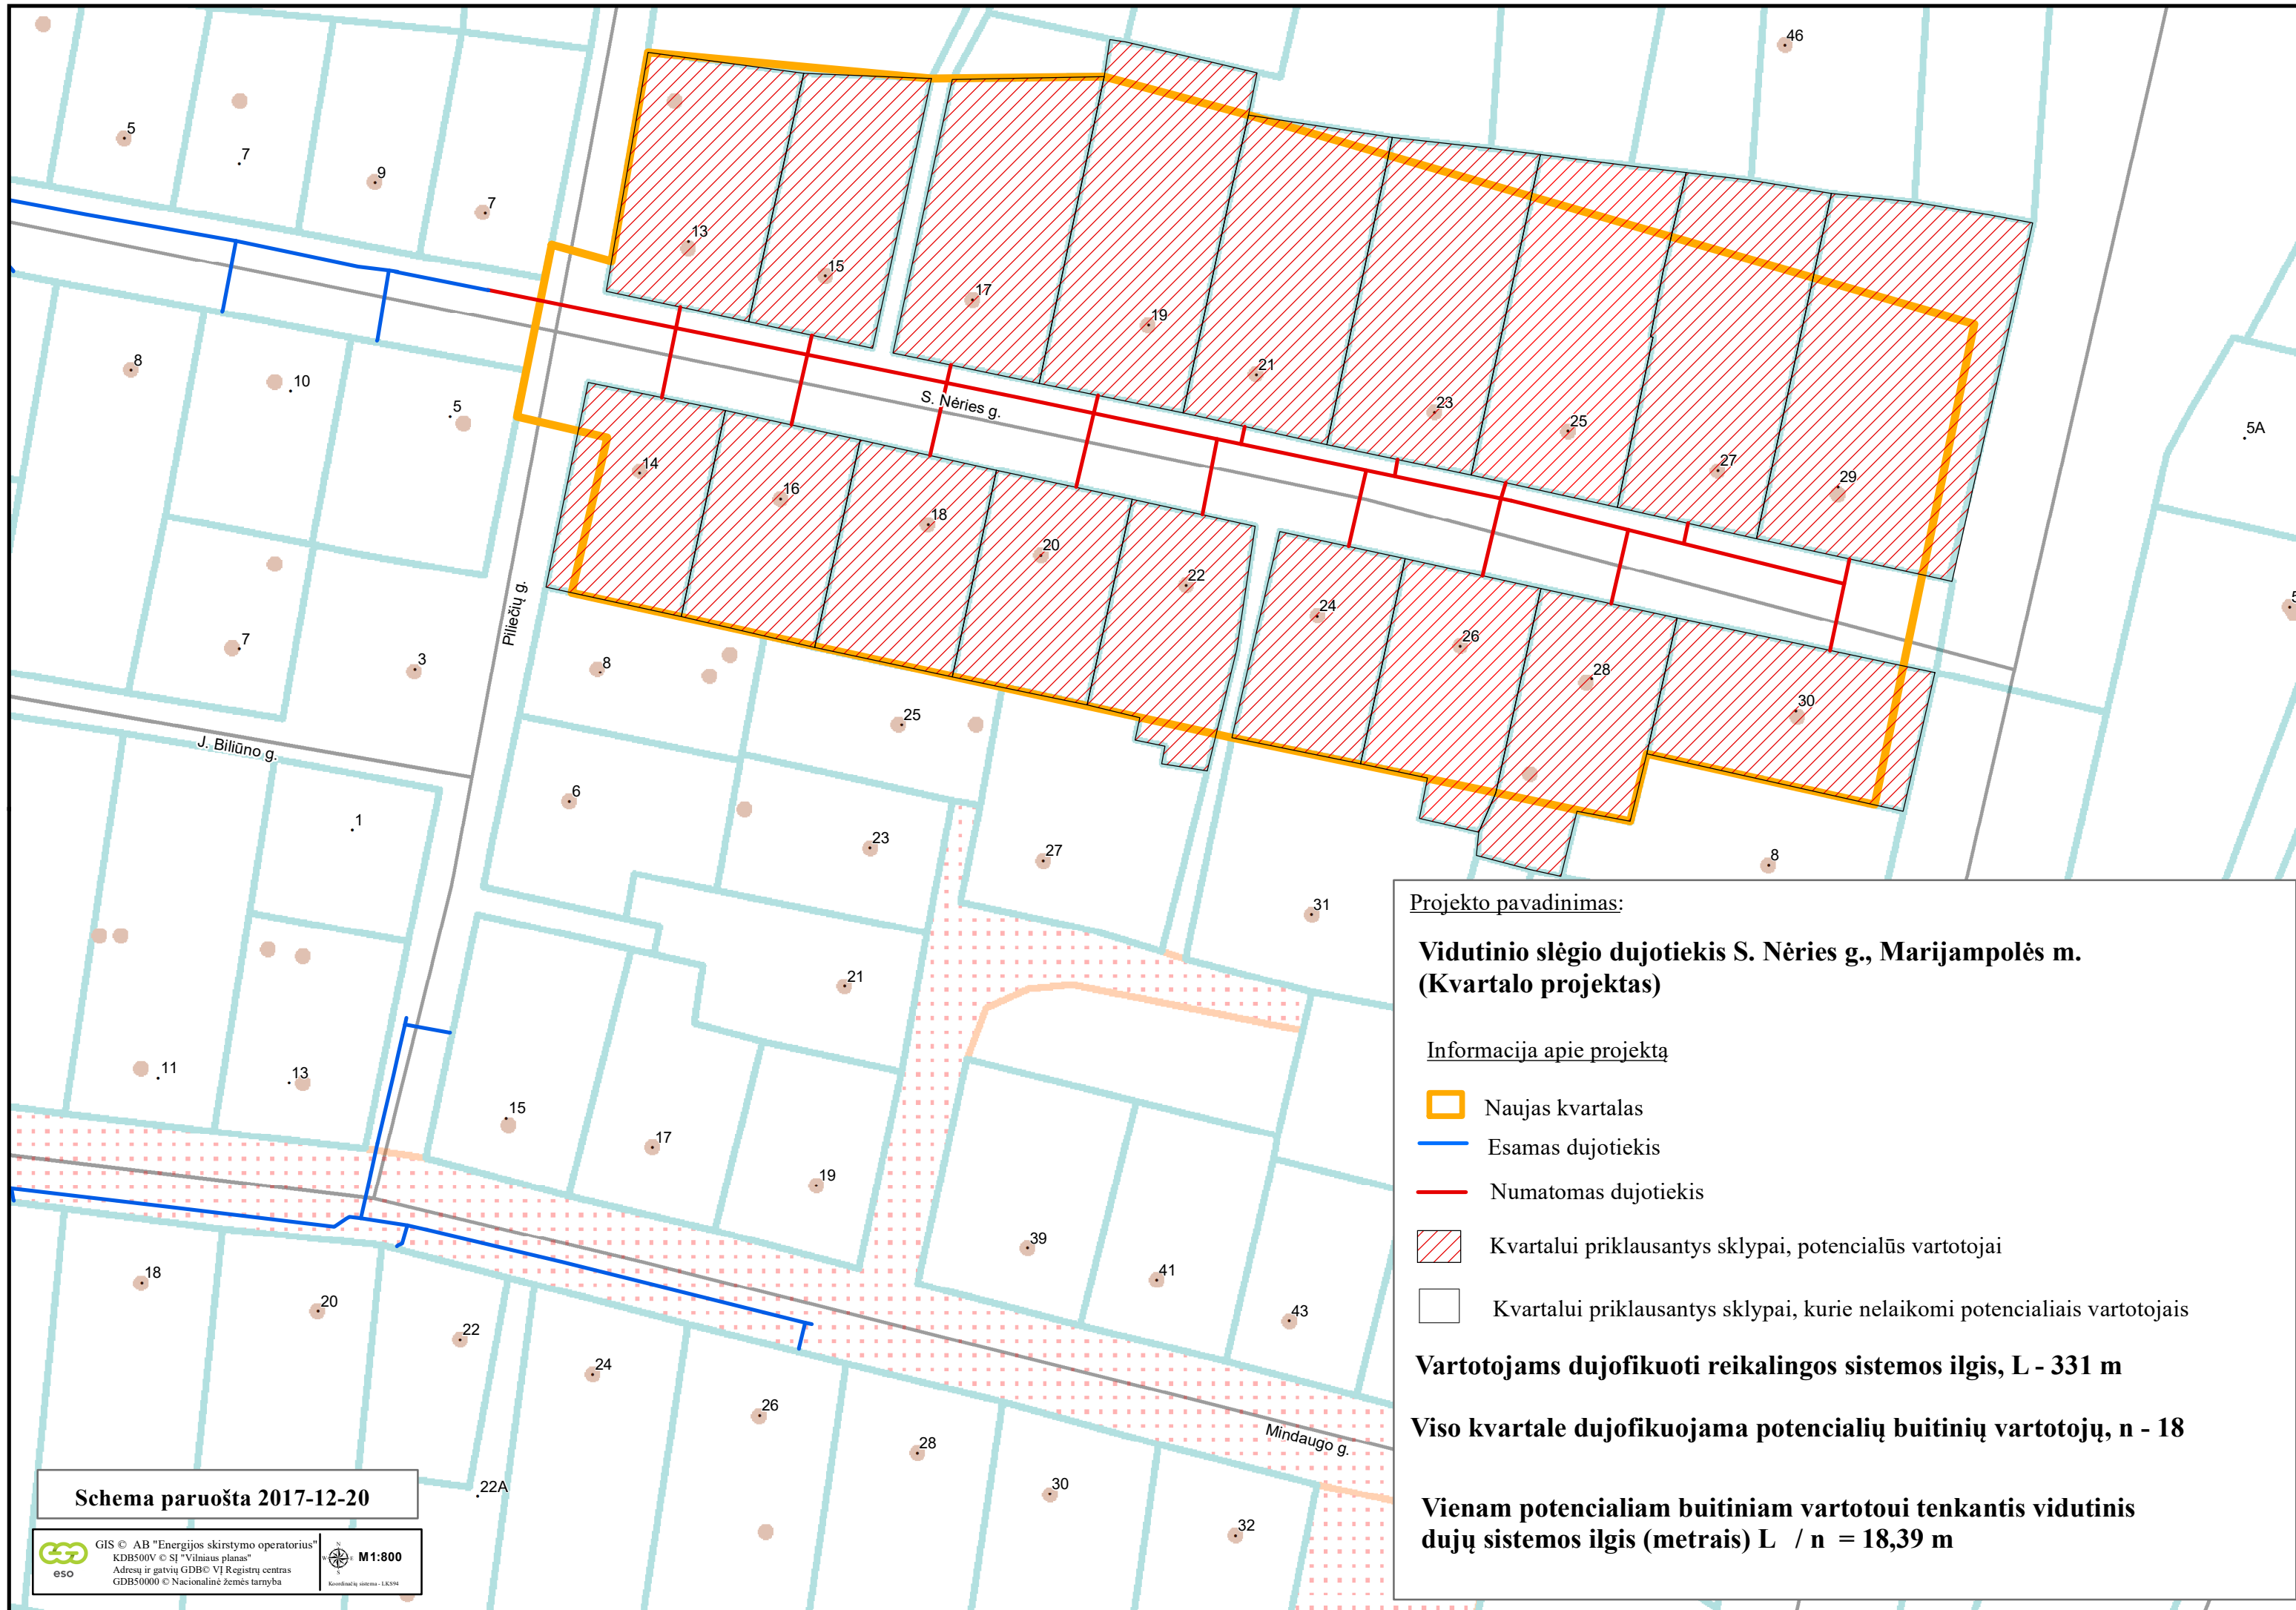 46
5
7
9
7
13
15
17
19
21
23
25
27
29
5A
8
10
5
S. Nėries g.
14
16
18
20
22
24
26
28
30
5
Piliečių g.
7
3
8
25
J. Biliūno g.
6
1
23
27
8
31
21
11
13
15
17
19
39
41
43
18
20
22
24
26
28
30
32
22A
Mindaugo g.
Projekto pavadinimas:
Vidutinio slėgio dujotiekis S. Nėries g., Marijampolės m.
(Kvartalo projektas)
Informacija apie projektą
Naujas kvartalas
Esamas dujotiekis
Numatomas dujotiekis
Kvartalui priklausantys sklypai, potencialūs vartotojai
Kvartalui priklausantys sklypai, kurie nelaikomi potencialiais vartotojais
Vartotojams dujofikuoti reikalingos sistemos ilgis, L - 331 m
Viso kvartale dujofikuojama potencialių buitinių vartotojų, n - 18
Vienam potencialiam buitiniam vartotoui tenkantis vidutinis
dujų sistemos ilgis (metrais) L / n = 18,39 m
Schema paruošta 2017-12-20
eso
GIS © AB "Energijos skirstymo operatorius"
KDB500V © SĮ "Vilniaus planas"
Adresų ir gatvių GDB© VĮ Registrų centras
GDB50000 © Nacionalinė žemės tarnyba
N
W
E
S
M1:800
Koordinačių sistema - LKS94